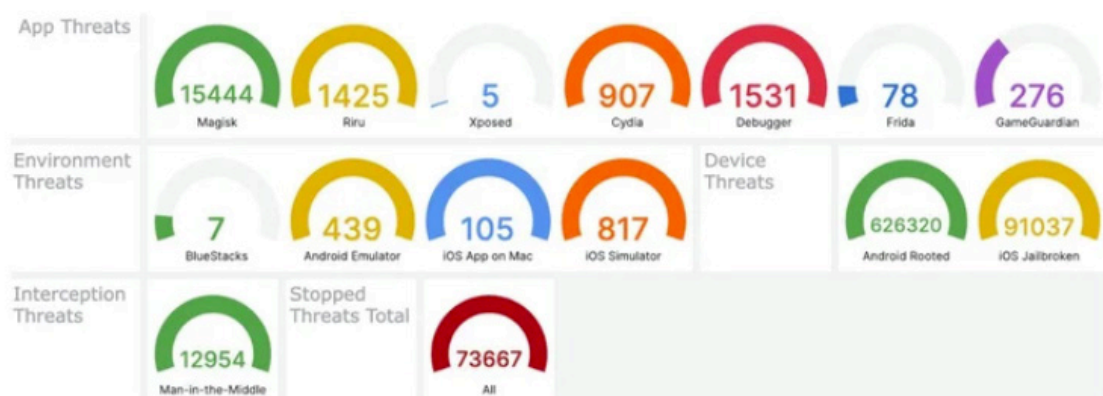 App Threats
15444
Magisk
1425
Riru
5
Xposed
907
Cydia
1531
Debugger
78
Frida
276
GameGuardian
Environment
Threats
7
BlueStacks
439
Android Emulator
105
iOS App on Mac
817
iOS Simulator
Device
Threats
626320
Android Rooted
91037
iOS Jailbroken
Interception
Threats
12954
Man-in-the-Middle
Stopped
Threats Total
73667
All